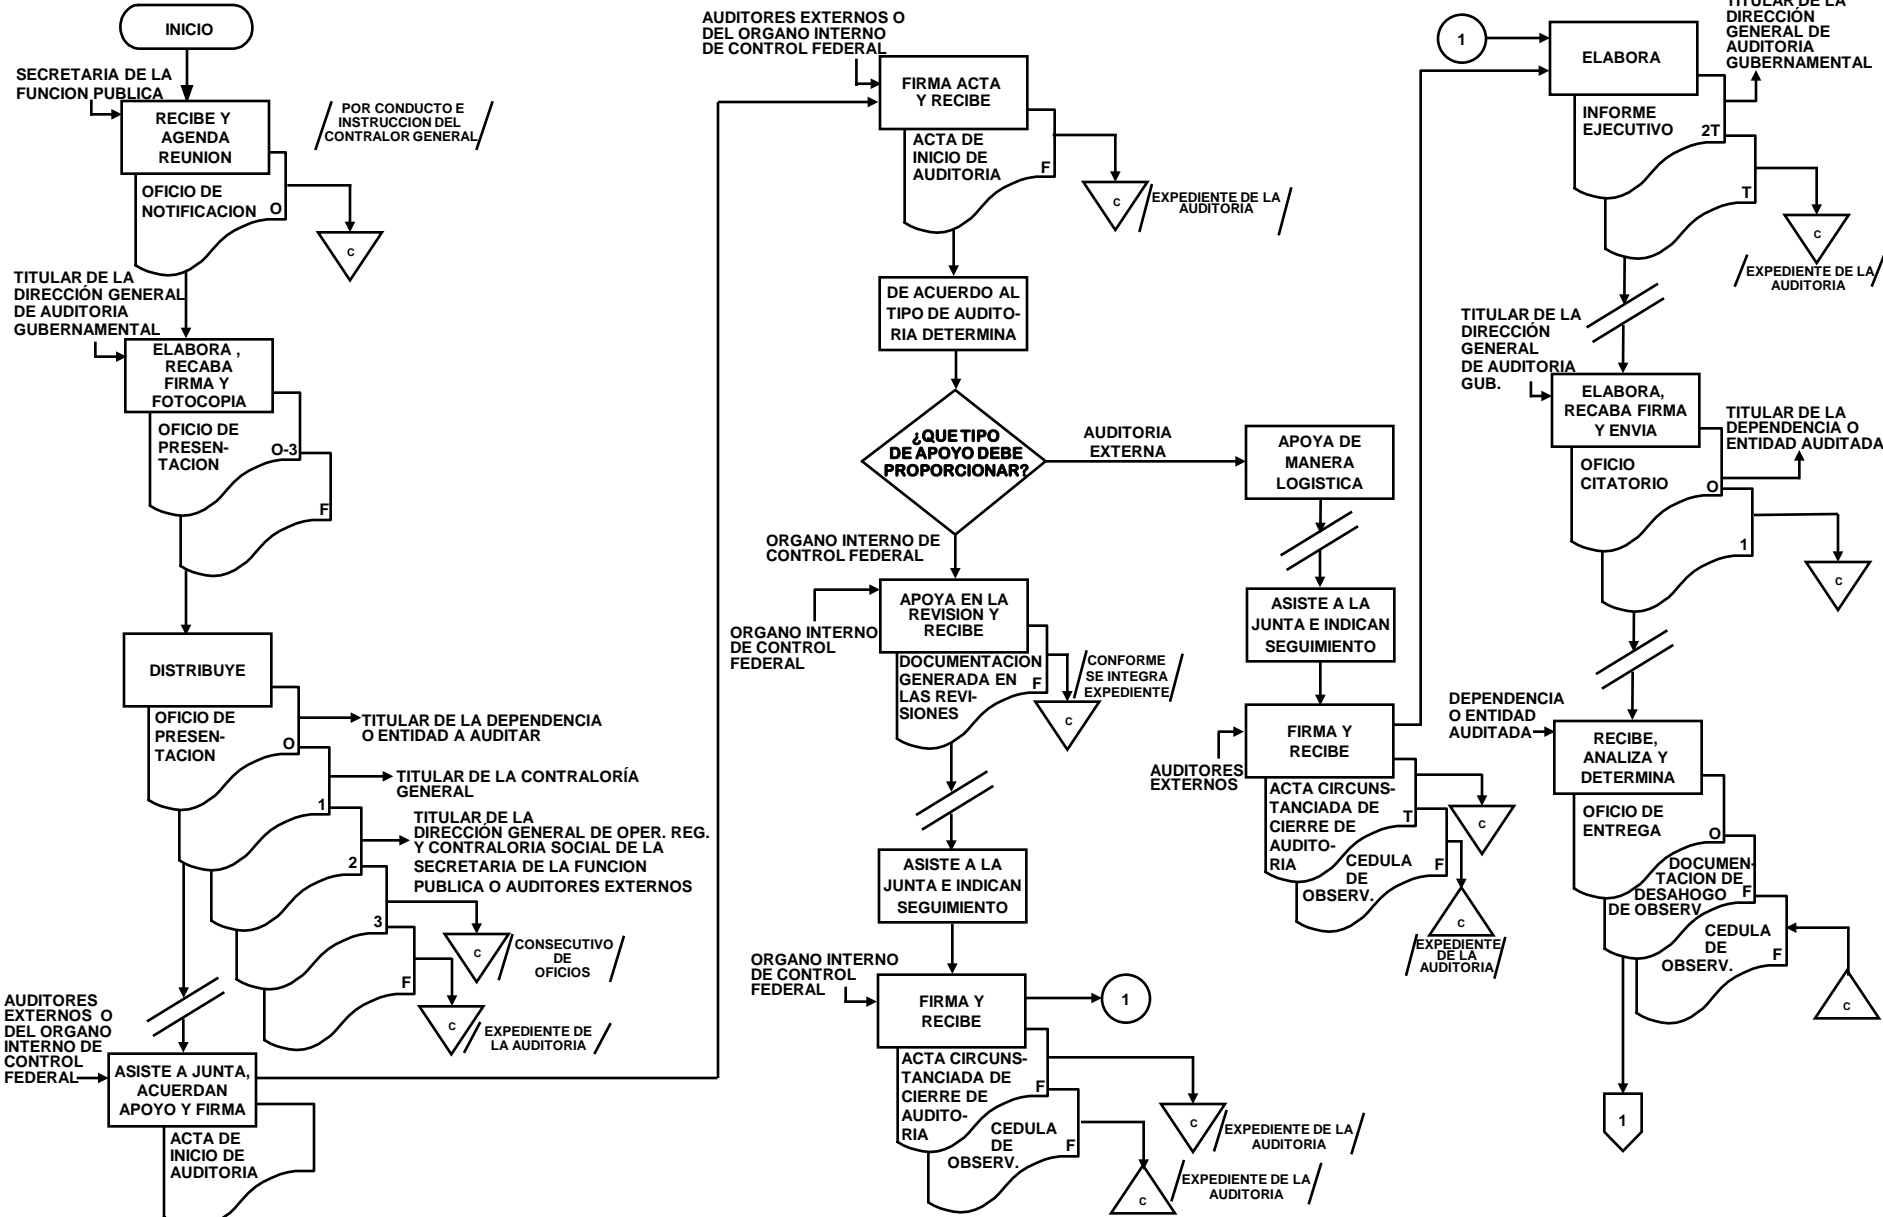 INICIO
SECRETARIA DE LA
FUNCION PUBLICA
RECIBE Y
AGENDA
REUNION
POR CONDUCTO E
INSTRUCCION DEL
CONTRALOR GENERAL
OFICIO DE
NOTIFICACION
O
C
TITULAR DE LA
DIRECCIÓN GENERAL
DE AUDITORIA
GUBERNAMENTAL
ELABORA ,
RECABA
FIRMA Y
FOTOCOPIA
OFICIO DE
PRESEN-
TACION
O-3
F
DISTRIBUYE
OFICIO DE
PRESEN-
TACION
O
TITULAR DE LA DEPENDENCIA
O ENTIDAD A AUDITAR
1
TITULAR DE LA CONTRALORÍA
GENERAL
2
TITULAR DE LA
DIRECCIÓN GENERAL DE OPER. REG.
Y CONTRALORIA SOCIAL DE LA
SECRETARIA DE LA FUNCION
PUBLICA O AUDITORES EXTERNOS
3
C
CONSECUTIVO
DE
OFICIOS
F
C
EXPEDIENTE DE
LA AUDITORIA
AUDITORES
EXTERNOS O
DEL ORGANO
INTERNO DE
CONTROL
FEDERAL
ASISTE A JUNTA,
ACUERDAN
APOYO Y FIRMA
ACTA DE
INICIO DE
AUDITORIA
AUDITORES EXTERNOS O
DEL ORGANO INTERNO
DE CONTROL FEDERAL
FIRMA ACTA
Y RECIBE
ACTA DE
INICIO DE
AUDITORIA
F
C
EXPEDIENTE DE LA
AUDITORIA
DE ACUERDO AL
TIPO DE AUDITO-
RIA DETERMINA
¿QUE TIPO
DE APOYO DEBE
PROPORCIONAR?
AUDITORIA
EXTERNA
ORGANO INTERNO DE
CONTROL FEDERAL
ORGANO INTERNO
DE CONTROL
FEDERAL
APOYA EN LA
REVISION Y
RECIBE
DOCUMENTACION
GENERADA EN
LAS REVI-
SIONES
F
C
CONFORME
SE INTEGRA
EXPEDIENTE
ASISTE A LA
JUNTA E INDICAN
SEGUIMIENTO
ORGANO INTERNO
DE CONTROL
FEDERAL
FIRMA Y
RECIBE
1
ACTA CIRCUNS-
TANCIADA DE
CIERRE DE
AUDITO-
RIA
F
CEDULA
DE
OBSERV.
F
C
EXPEDIENTE DE LA
AUDITORIA
C
EXPEDIENTE DE LA
AUDITORIA
APOYA DE
MANERA
LOGISTICA
ASISTE A LA
JUNTA E INDICAN
SEGUIMIENTO
AUDITORES
EXTERNOS
FIRMA Y
RECIBE
ACTA CIRCUNS-
TANCIADA DE
CIERRE DE
AUDITO-
RIA
T
CEDULA
DE
OBSERV.
F
C
C
EXPEDIENTE
DE LA
AUDITORIA
1
ELABORA
TITULAR DE LA
DIRECCIÓN
GENERAL DE
AUDITORIA
GUBERNAMENTAL
INFORME
EJECUTIVO
2T
T
C
EXPEDIENTE DE LA
AUDITORIA
TITULAR DE LA
DIRECCIÓN
GENERAL
DE AUDITORIA
GUB.
ELABORA,
RECABA FIRMA
Y ENVIA
TITULAR DE LA
DEPENDENCIA O
ENTIDAD AUDITADA
OFICIO
CITATORIO
O
1
C
DEPENDENCIA
O ENTIDAD
AUDITADA
RECIBE,
ANALIZA Y
DETERMINA
OFICIO DE
ENTREGA
O
DOCUMEN-
TACION DE
DESAHOGO
DE OBSERV
F
CEDULA
DE
OBSERV.
F
C
1